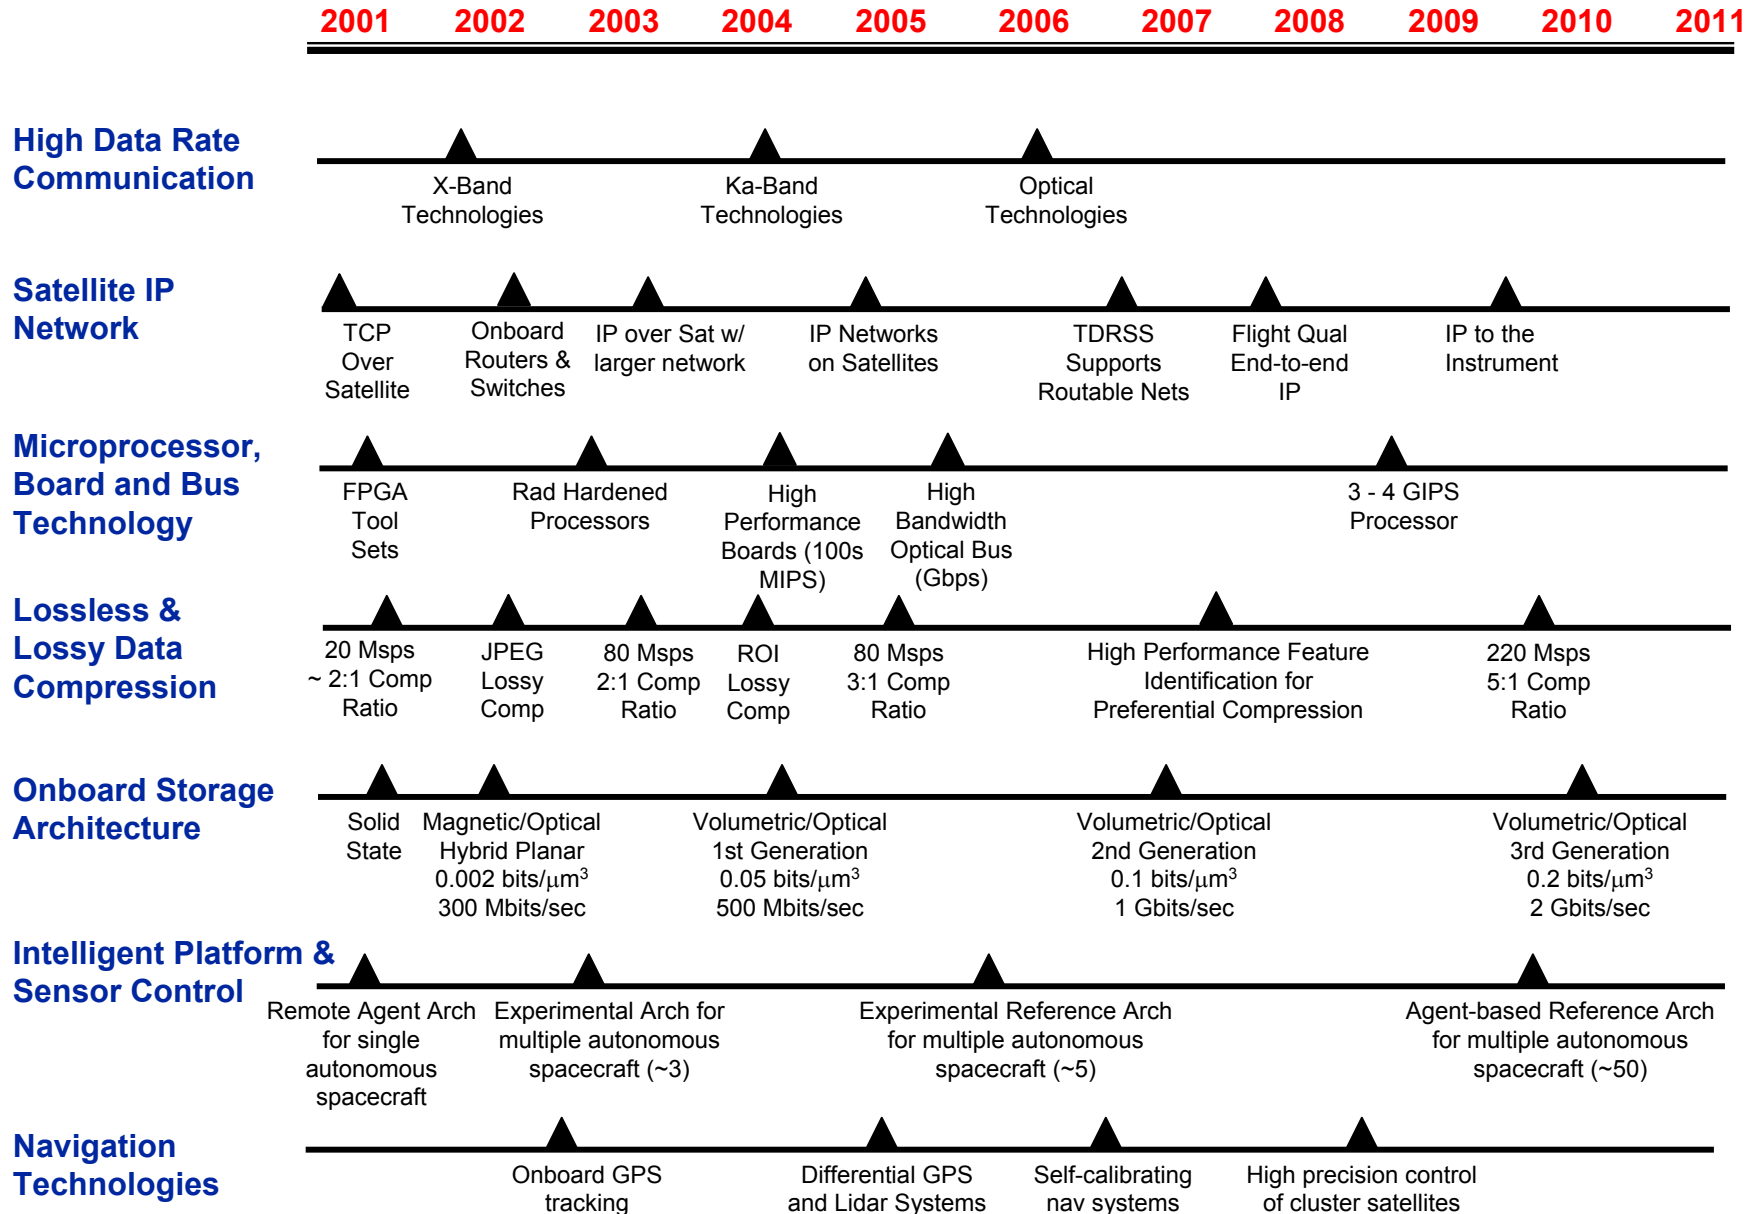 2001 2002 2003 2004 2005 2006 2007 2008 2009 2010 2011
High Data Rate
Communication
X-Band
Technologies
Ka-Band
Technologies
Optical
Technologies
Satellite IP
Network
TCP
Over
Satellite
Onboard
Routers &
Switches
IP over Sat w/
larger network
IP Networks
on Satellites
TDRSS
Supports
Routable Nets
Flight Qual
End-to-end
IP
IP to the
Instrument
Microprocessor,
Board and Bus
Technology
FPGA
Tool
Sets
Rad Hardened
Processors
High
Performance
Boards (100s
MIPS)
High
Bandwidth
Optical Bus
(Gbps)
3 - 4 GIPS
Processor
Lossless &
Lossy Data
Compression
20 Msps
~ 2:1 Comp
Ratio
JPEG
Lossy
Comp
80 Msps
2:1 Comp
Ratio
ROI
Lossy
Comp
80 Msps
3:1 Comp
Ratio
High Performance Feature
Identification for
Preferential Compression
220 Msps
5:1 Comp
Ratio
Onboard Storage
Architecture
Solid
State
Magnetic/Optical
Hybrid Planar
0.002 bits/μm³
300 Mbits/sec
Volumetric/Optical
1st Generation
0.05 bits/μm³
500 Mbits/sec
Volumetric/Optical
2nd Generation
0.1 bits/μm³
1 Gbits/sec
Volumetric/Optical
3rd Generation
0.2 bits/μm³
2 Gbits/sec
Intelligent Platform &
Sensor Control
Remote Agent Arch
for single
autonomous
spacecraft
Experimental Arch for
multiple autonomous
spacecraft (~3)
Experimental Reference Arch
for multiple autonomous
spacecraft (~5)
Agent-based Reference Arch
for multiple autonomous
spacecraft (~50)
Navigation
Technologies
Onboard GPS
tracking
Differential GPS
and Lidar Systems
Self-calibrating
nav systems
High precision control
of cluster satellites